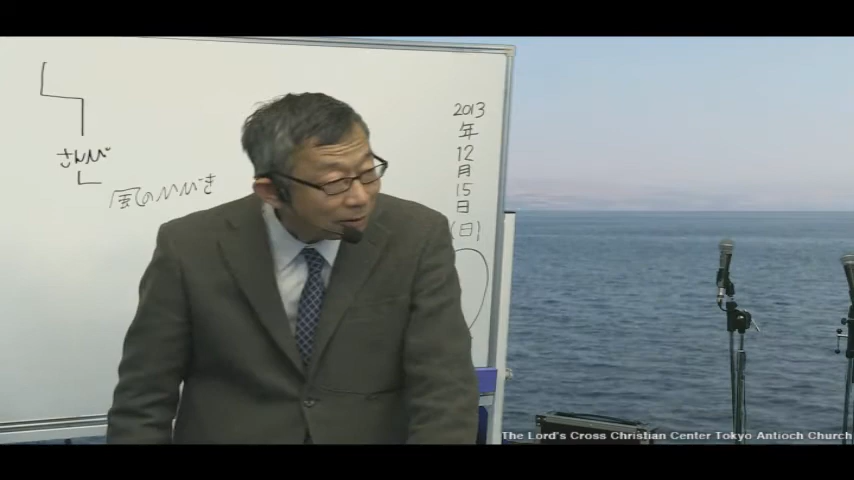 さんび
風のひびき
2013
年
12
月
15
日
(日)
The Lord's Cross Christian Center Tokyo Antioch Church